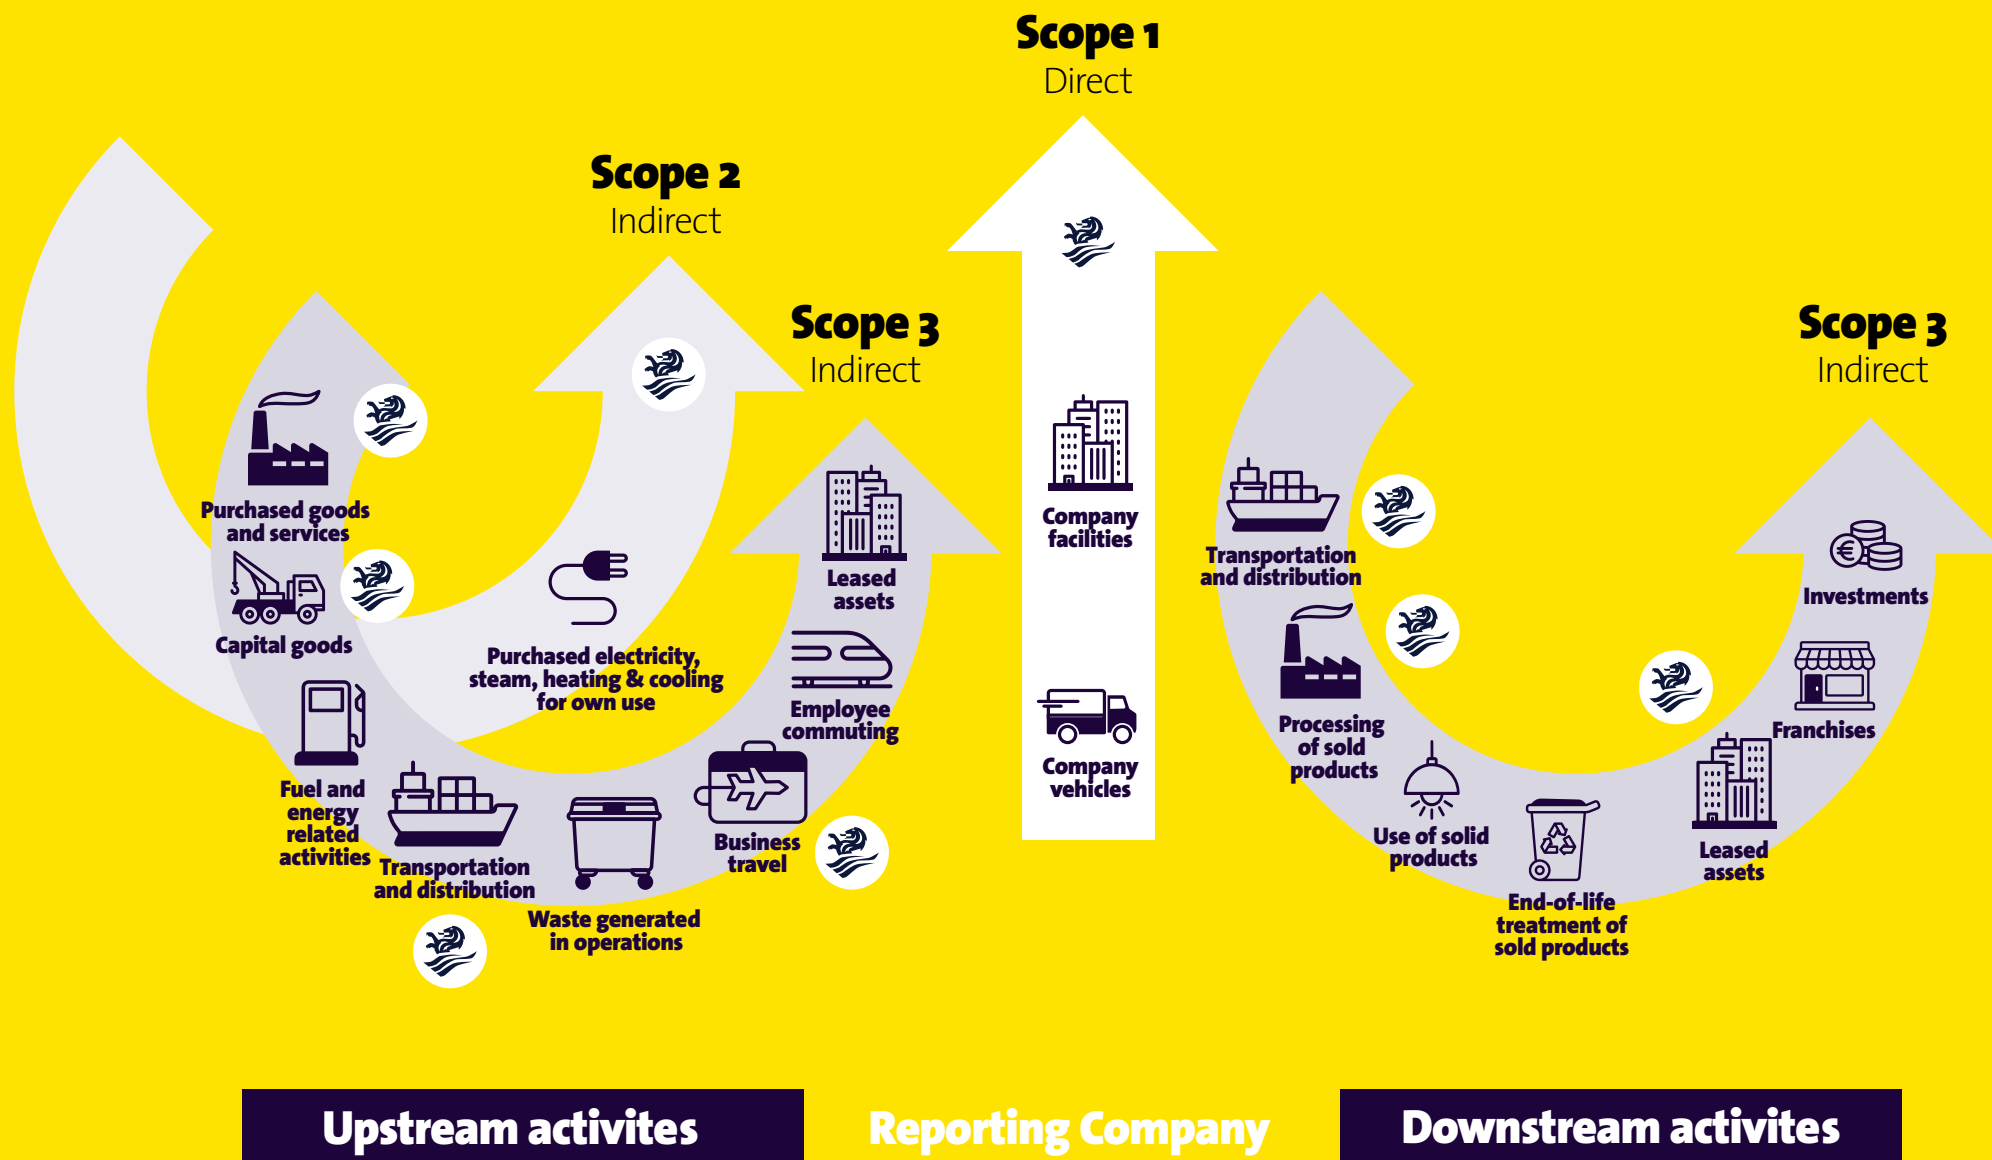 Scope 1
Direct
Scope 2
Indirect
Scope 3
Indirect
Scope 3
Indirect
Purchased goods
and services
Capital goods
Fuel and
energy
related
activities
Transportation
and distribution
Waste generated
in operations
Business
travel
Employee
commuting
Leased
assets
Purchased electricity,
steam, heating & cooling
for own use
Company
facilities
Company
vehicles
Transportation
and distribution
Processing
of sold
products
Use of solid
products
End-of-life
treatment of
sold products
Leased
assets
Franchises
Investments
Upstream activites
Reporting Company
Downstream activites